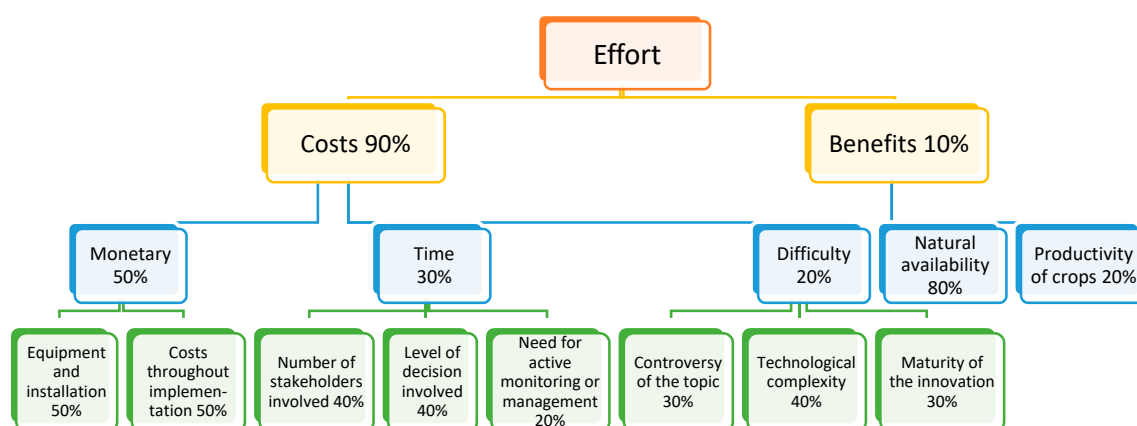 Effort
Costs 90%
Benefits 10%
Monetary
50%
Time
30%
Difficulty
20%
Natural
availability
80%
Productivity
of crops 20%
Equipment
and
installation
50%
Costs
throughout
implemen-
tation 50%
Number of
stakeholders
involved 40%
Level of
decision
involved
40%
Need for
active
monitoring or
management
20%
Controversy
of the topic
30%
Technological
complexity
40%
Maturity of
the innovation
30%